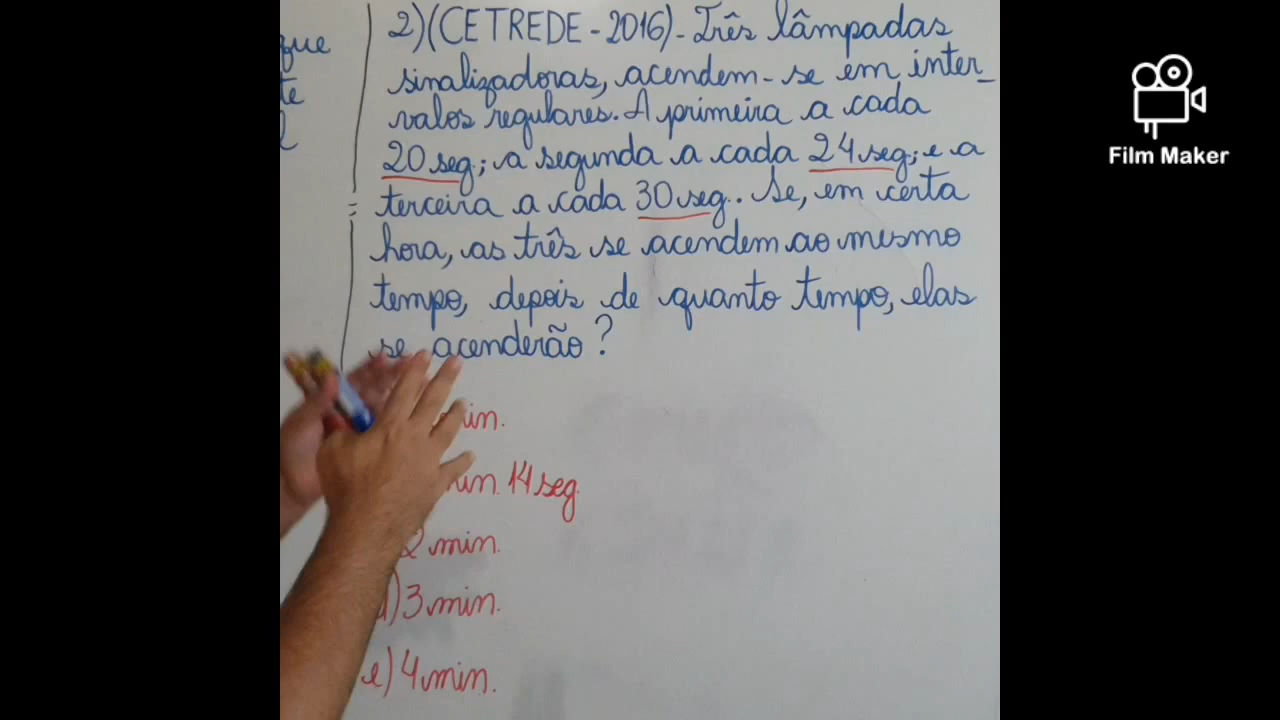 que
te
2)(CETREDE - 2016) - Três lâmpadas
sinalizadoras, acendem - se em inter_
valos regulares. A primeira a cada
20 seg; a segunda a cada 24 seg; e a
terceira a cada 30 seg.. Se, em certa
hora, as três se acendem ao mesmo
tempo, depois de quanto tempo, elas
se acenderão?
min.
min. 14 seg.
2 min.
d) 3 min.
e) 4 min.
Film Maker